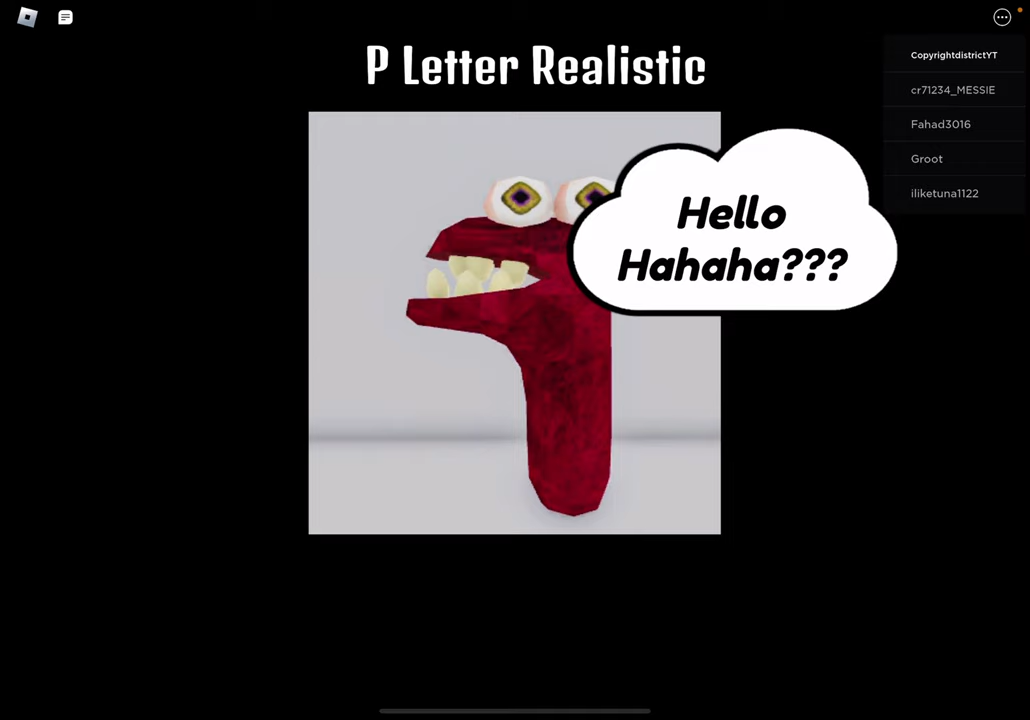 P Letter Realistic
CopyrightdistrictYT
cr71234_MESSIE
Fahad3016
Groot
iliketuna1122
Hello
Hahaha???